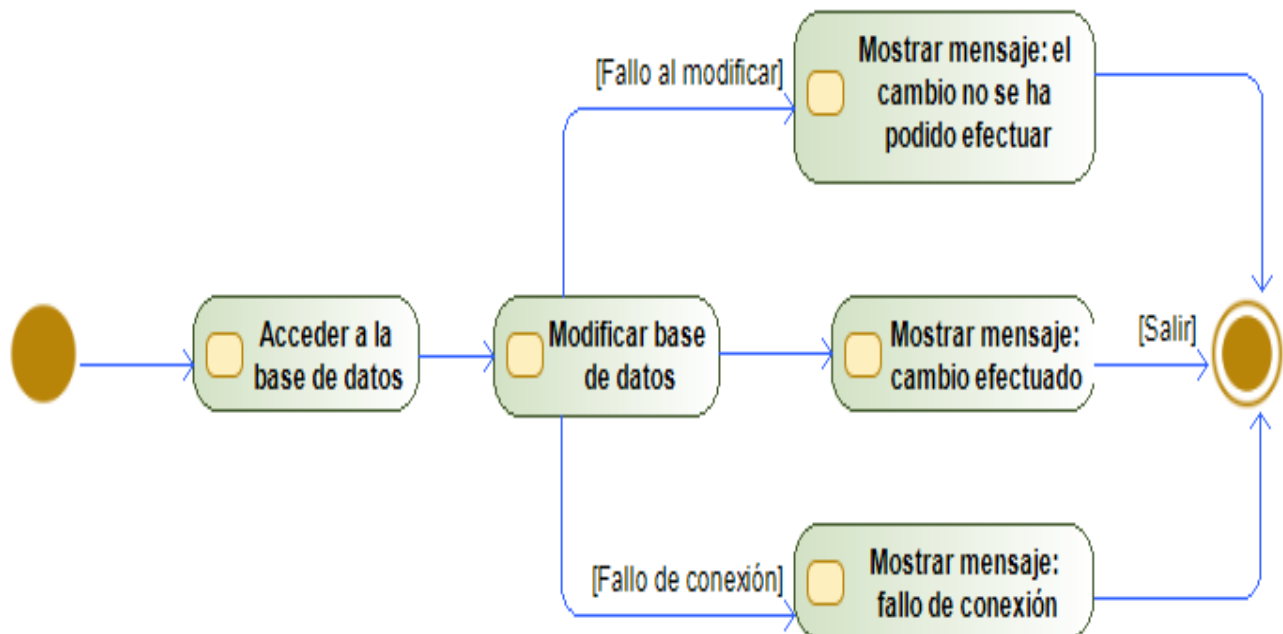 [Fallo al modificar]
Mostrar mensaje: el
cambio no se ha
podido efectuar
Acceder a la
base de datos
Modificar base
de datos
Mostrar mensaje:
cambio efectuado
[Salir]
[Fallo de conexión]
Mostrar mensaje:
fallo de conexión